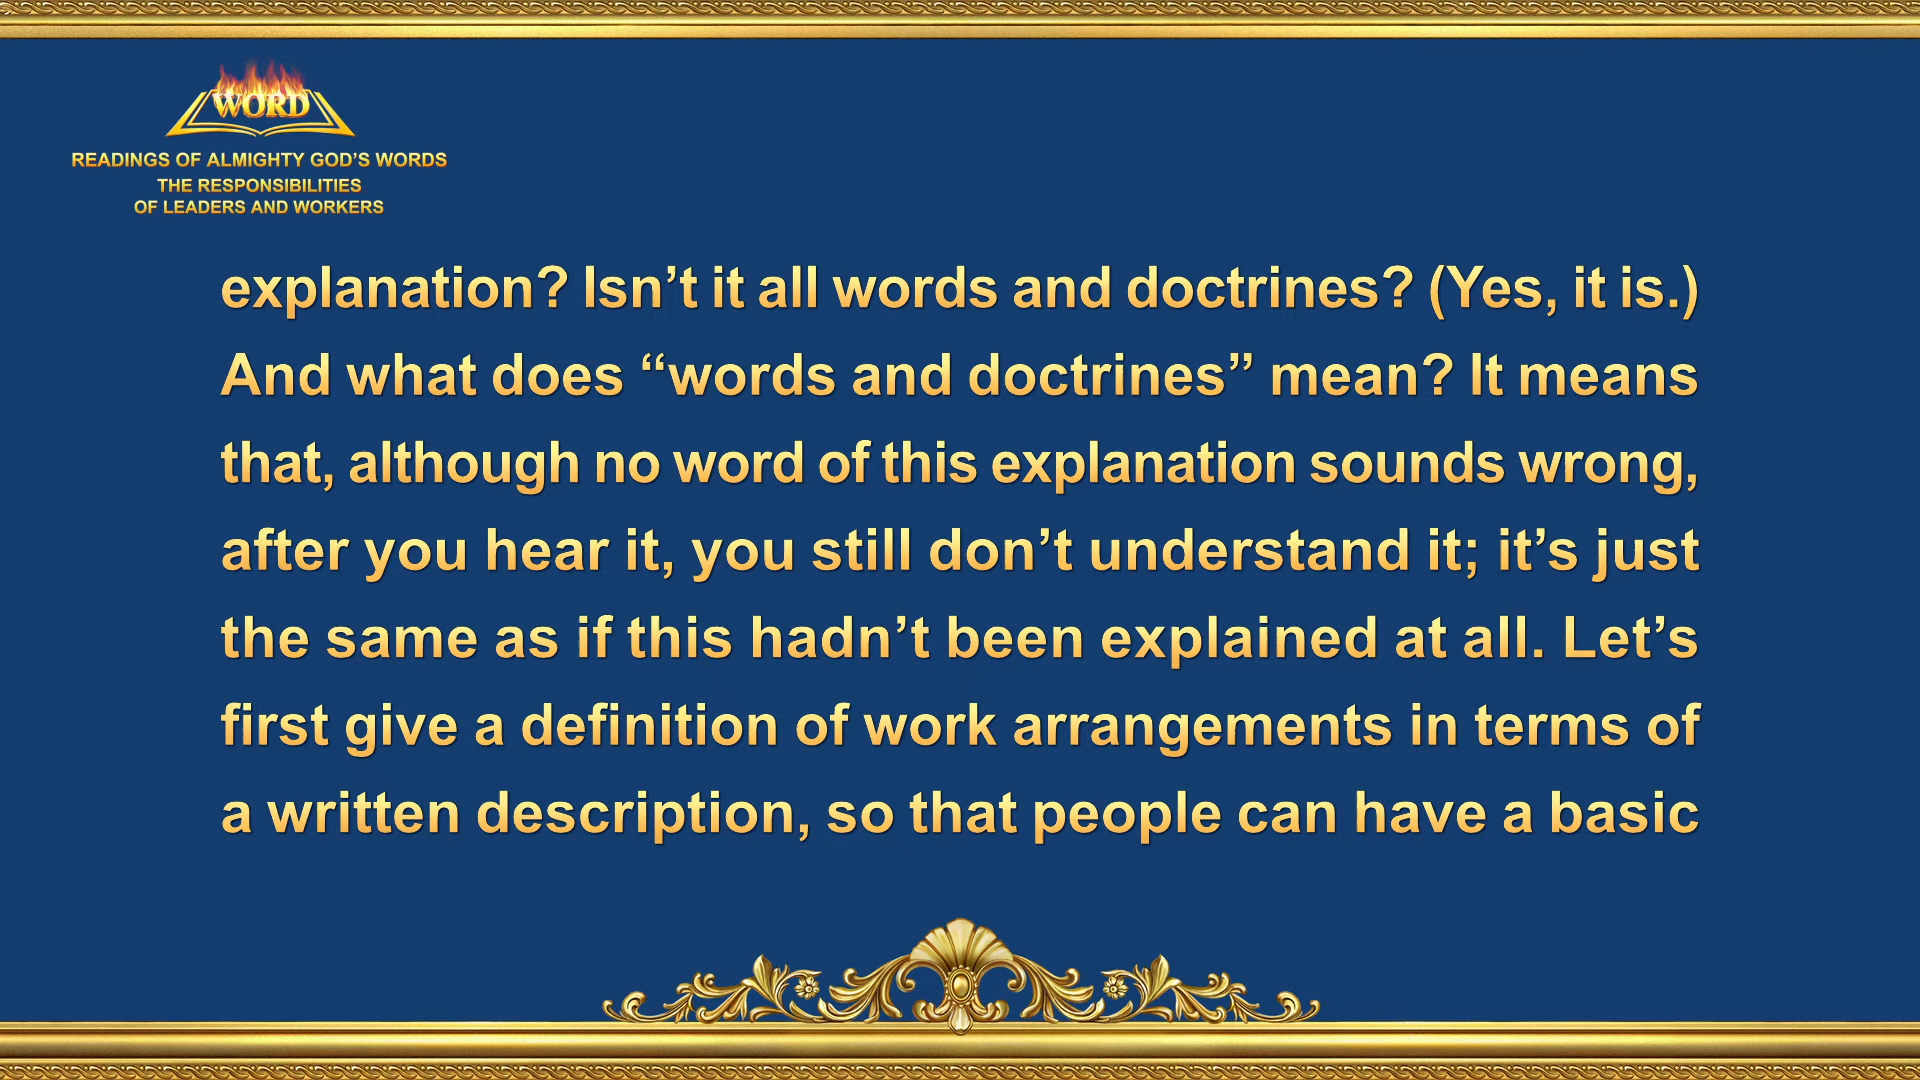 WORD
READINGS OF ALMIGHTY GOD’S WORDS
THE RESPONSIBILITIES
OF LEADERS AND WORKERS
explanation? Isn’t it all words and doctrines? (Yes, it is.)
And what does “words and doctrines” mean? It means
that, although no word of this explanation sounds wrong,
after you hear it, you still don’t understand it; it’s just
the same as if this hadn’t been explained at all. Let’s
first give a definition of work arrangements in terms of
a written description, so that people can have a basic